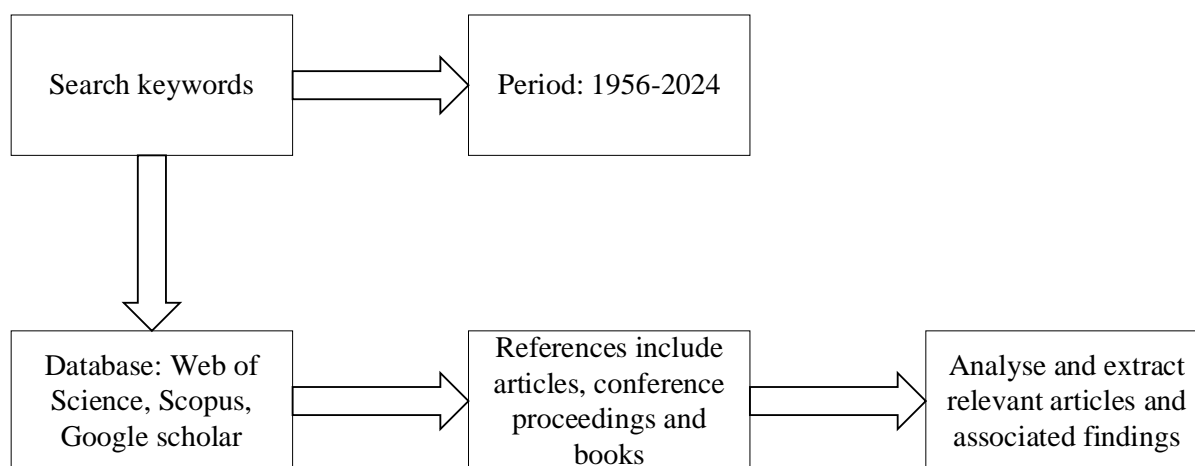 Search keywords
Period: 1956-2024
Database: Web of
Science, Scopus,
Google scholar
References include
articles, conference
proceedings and
books
Analyse and extract
relevant articles and
associated findings